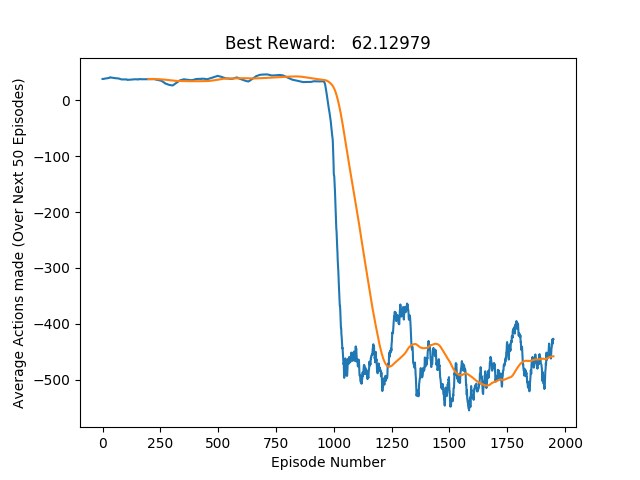 Best Reward:   62.12979
Average Actions made (Over Next 50 Episodes)
0
−100
−200
−300
−400
−500
0 250 500 750 1000 1250 1500 1750 2000
Episode Number